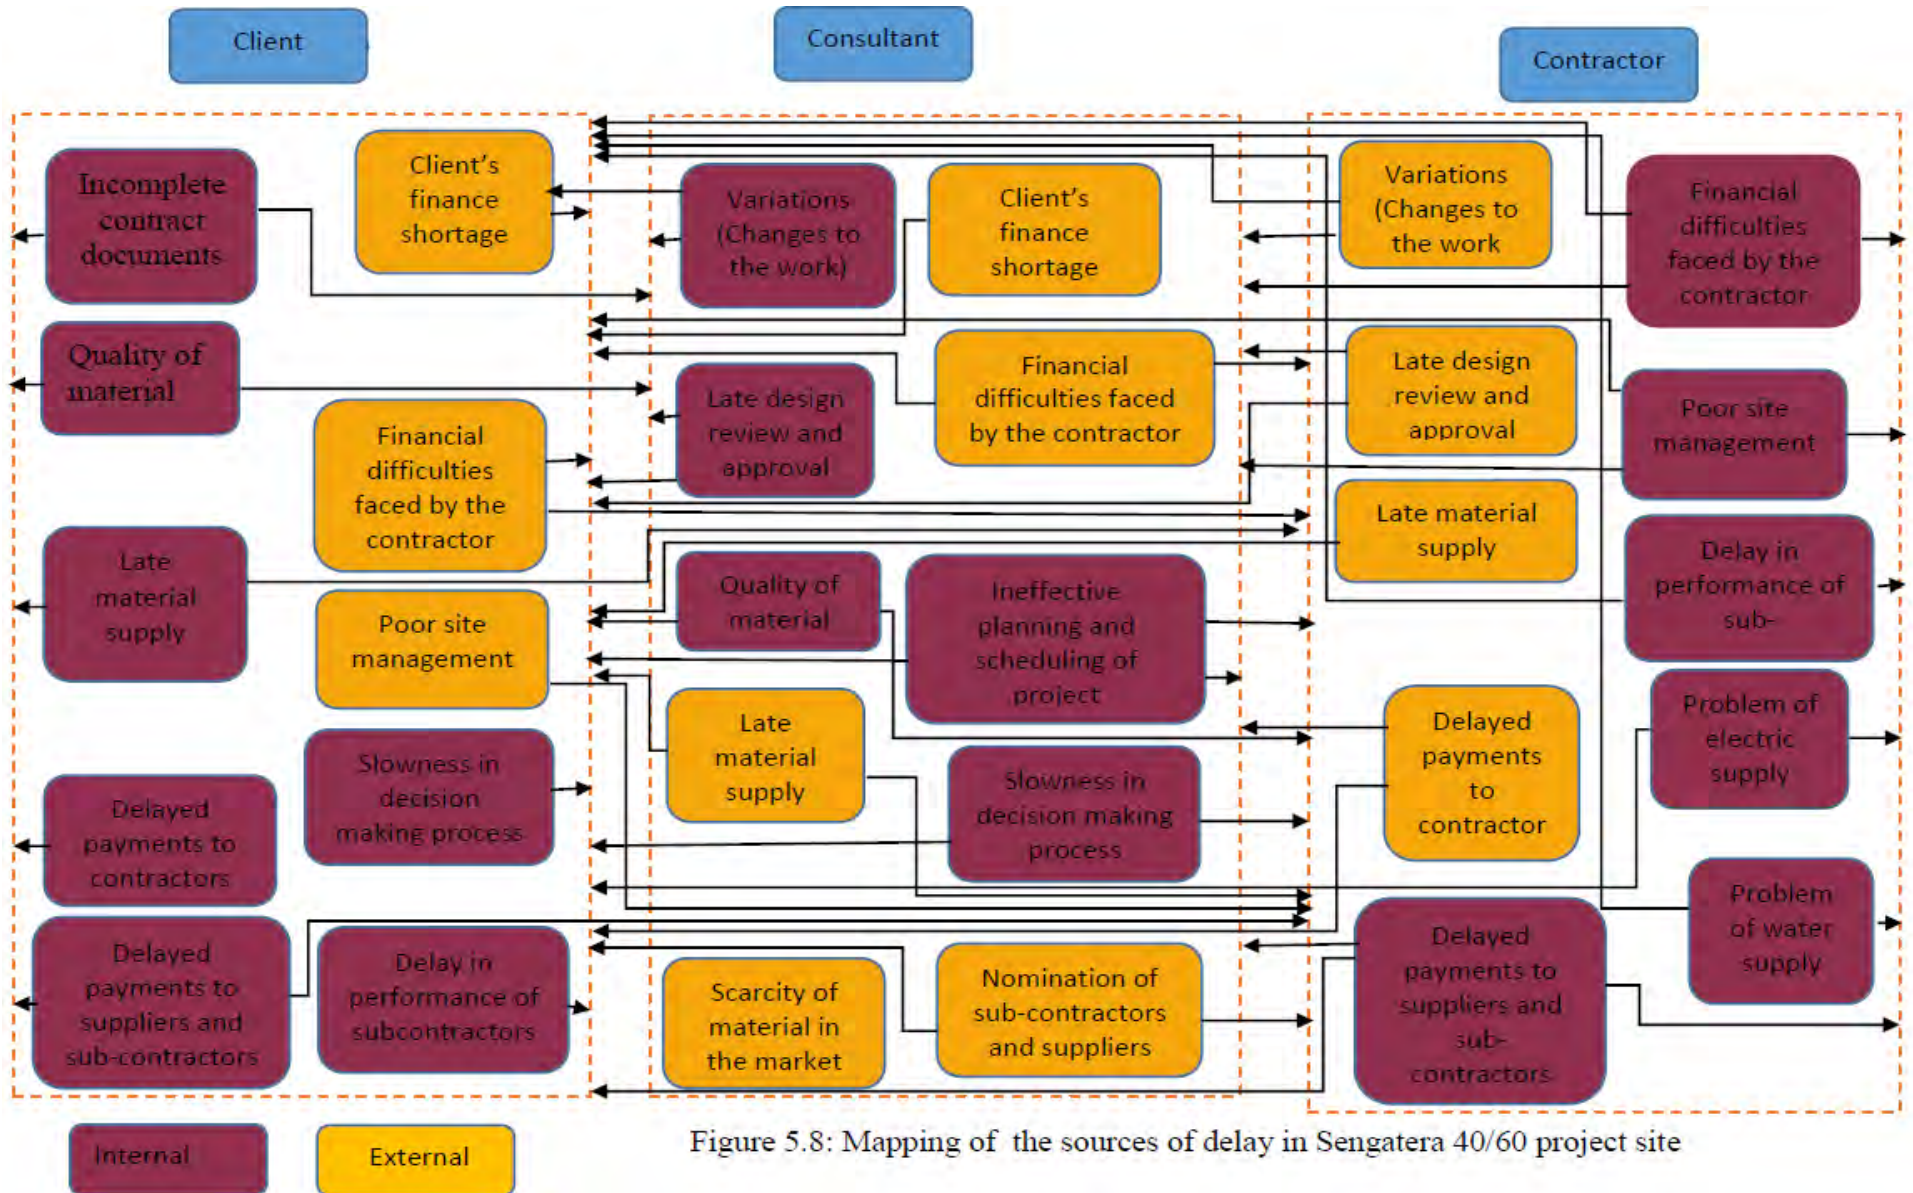 Client
Consultant
Contractor
Incomplete
contract
documents
Client's
finance
shortage
Quality of
material
Financial
difficulties
faced by the
contractor
Late
material
supply
Poor site
management
Slowness in
decision
making process
Delayed
payments to
contractors
Delayed
payments to
suppliers and
sub-contractors
Delay in
performance of
subcontractors
Variations
(Changes to
the work)
Client's
finance
shortage
Late design
review and
approval
Financial
difficulties faced
by the contractor
Quality of
material
Ineffective
planning and
scheduling of
project
Late
material
supply
Slowness in
decision making
process
Scarcity of
material in
the market
Nomination of
sub-contractors
and suppliers
Variations
(Changes to
the work
Financial
difficulties
faced by the
contractor
Late design
review and
approval
Poor site
management
Late material
supply
Delay in
performance of
sub-
Delayed
payments
to
contractor
Problem of
electric
supply
Delayed
payments to
suppliers and
sub-
contractors
Problem
of water
supply
Internal
External
Figure 5.8: Mapping of the sources of delay in Sengatera 40/60 project site